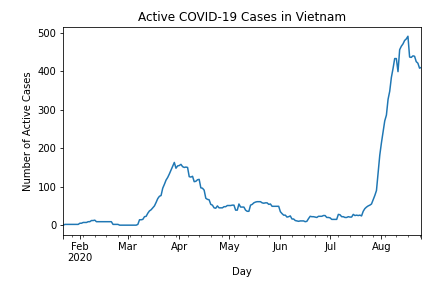 Active COVID-19 Cases in Vietnam
Number of Active Cases
500
400
300
200
100
0
Feb
2020
Mar
Apr
May
Jun
Jul
Aug
Day